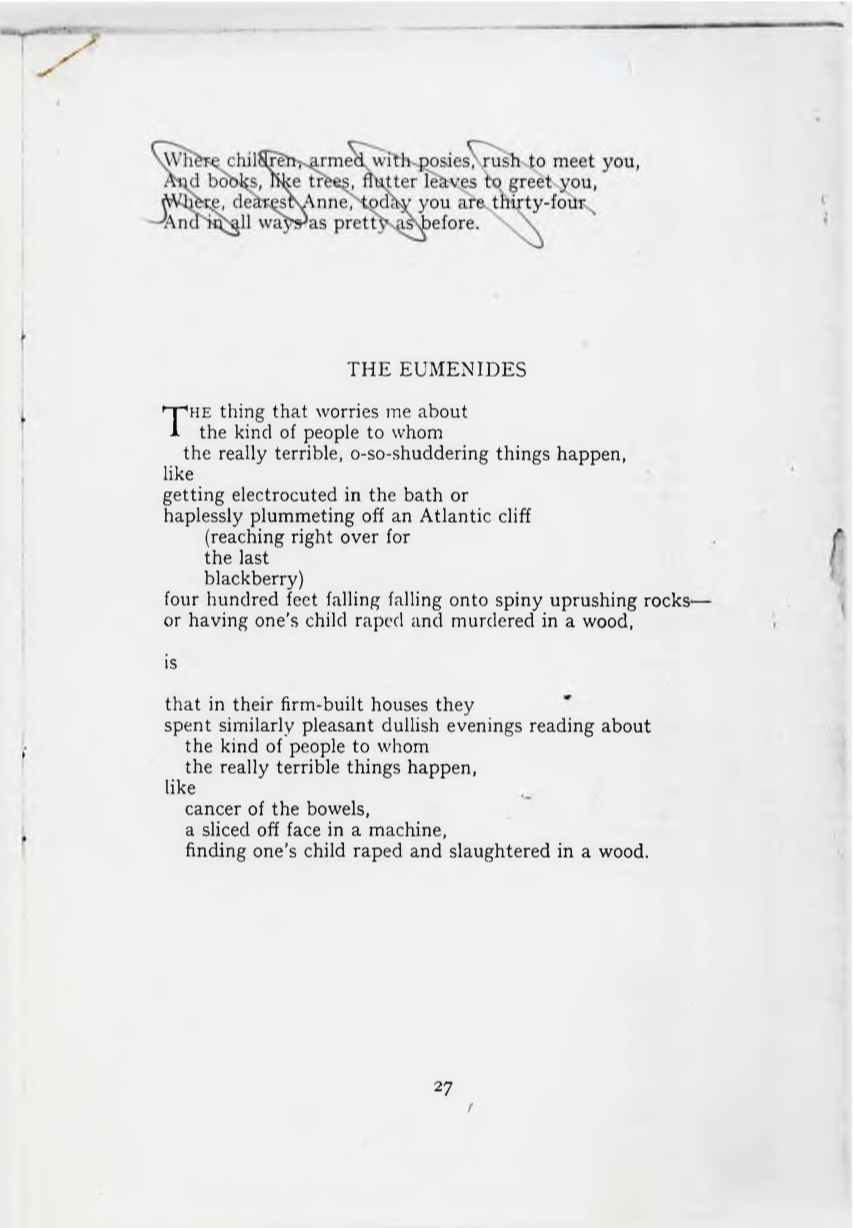 Where children, armed with posies, rush to meet you,
And books, like trees, flutter leaves to greet you,
Where, dearest Anne, today you are thirty-four
And in all ways as pretty as before.
THE EUMENIDES
THE thing that worries me about
the kind of people to whom
the really terrible, o-so-shuddering things happen,
like
getting electrocuted in the bath or
haplessly plummeting off an Atlantic cliff
(reaching right over for
the last
blackberry)
four hundred feet falling falling onto spiny uprushing rocks—
or having one's child raped and murdered in a wood,
is
that in their firm-built houses they
spent similarly pleasant dullish evenings reading about
the kind of people to whom
the really terrible things happen,
like
cancer of the bowels,
a sliced off face in a machine,
finding one's child raped and slaughtered in a wood.
27